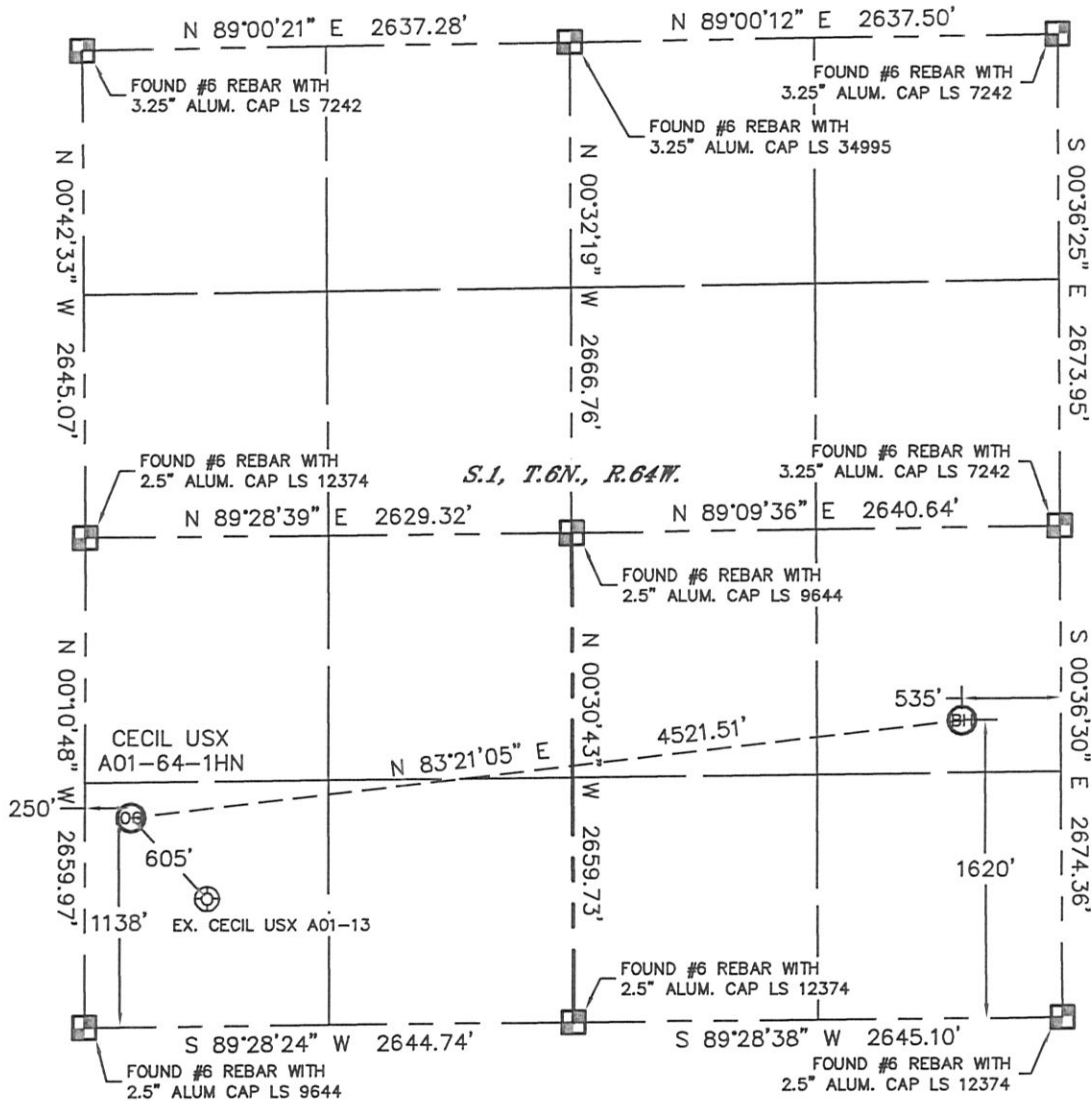 N 89°00'21" E 2637.28'
N 89°00'12" E 2637.50'
FOUND #6 REBAR WITH
3.25" ALUM. CAP LS 7242
FOUND #6 REBAR WITH
3.25" ALUM. CAP LS 34995
FOUND #6 REBAR WITH
3.25" ALUM. CAP LS 7242
N 00°42'33" W 2645.07'
N 00°32'19" W 2666.76'
S 00°36'25" E 2673.95'
FOUND #6 REBAR WITH
2.5" ALUM. CAP LS 12374
S.1, T.6N., R.64W.
FOUND #6 REBAR WITH
3.25" ALUM. CAP LS 7242
N 89°28'39" E 2629.32'
N 89°09'36" E 2640.64'
FOUND #6 REBAR WITH
2.5" ALUM. CAP LS 9644
N 00°10'48" W 2659.97'
N 00°30'43" W 2659.73'
S 00°36'30" E 2674.36'
535'
BH
4521.51'
N 83°21'05" E
CECIL USX
A01-64-1HN
250'
605'
1138'
EX. CECIL USX A01-13
1620'
FOUND #6 REBAR WITH
2.5" ALUM. CAP LS 12374
S 89°28'24" W 2644.74'
S 89°28'38" W 2645.10'
FOUND #6 REBAR WITH
2.5" ALUM CAP LS 9644
FOUND #6 REBAR WITH
2.5" ALUM. CAP LS 12374